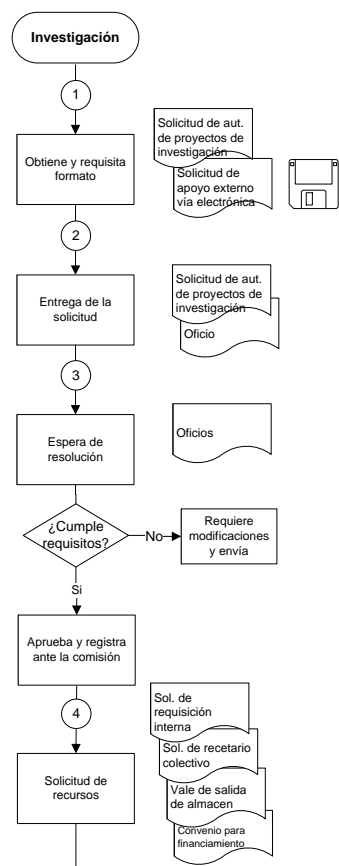 Investigación
1
Obtiene y requisita
formato
Solicitud de aut.
de proyectos de
investigación
Solicitud de
apoyo externo
vía electrónica
2
Entrega de la
solicitud
Solicitud de aut.
de proyectos de
investigación
Oficio
3
Espera de
resolución
Oficios
¿Cumple
requisitos?
No
Requiere
modificaciones
y envía
Si
Aprueba y registra
ante la comisión
4
Solicitud de
recursos
Sol. de
requisición
interna
Sol. de recetario
colectivo
Vale de salida
de almacen
Convenio para
financiamiento